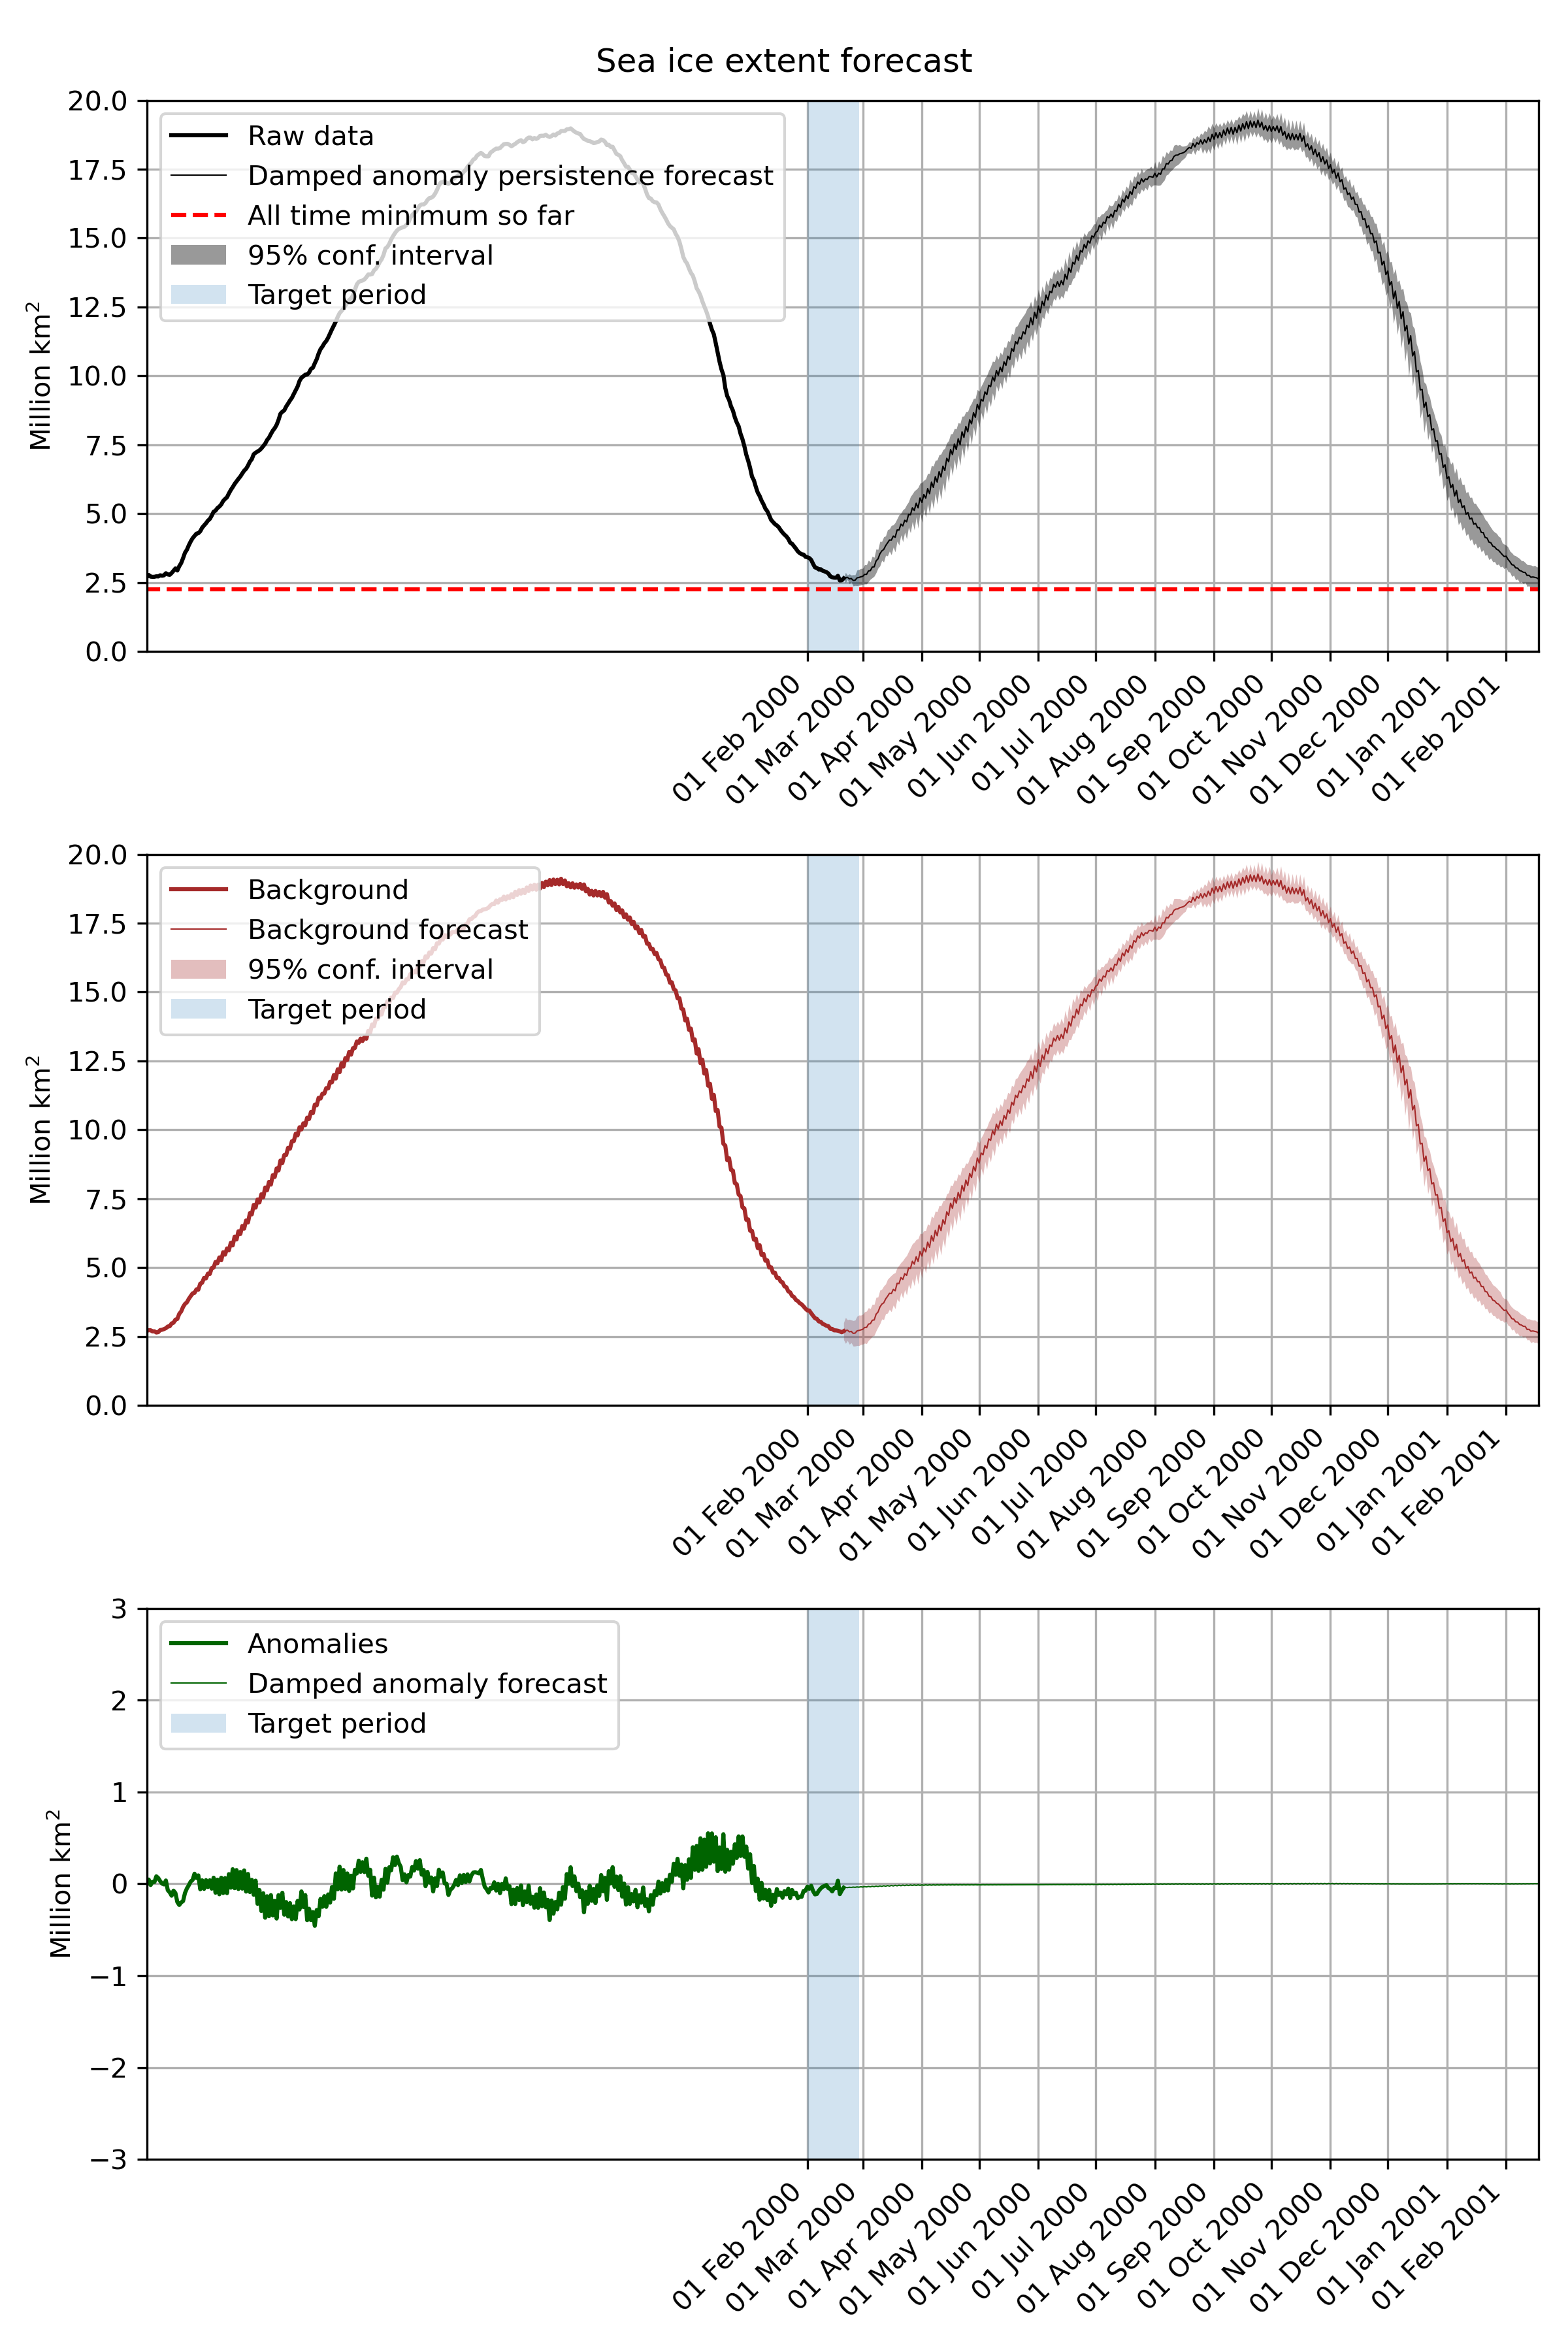 Sea ice extent forecast
20.0
17.5
15.0
12.5
10.0
7.5
5.0
2.5
0.0
Million km²
Raw data
Damped anomaly persistence forecast
All time minimum so far
95% conf. interval
Target period
01 Feb 2000
01 Mar 2000
01 Apr 2000
01 May 2000
01 Jun 2000
01 Jul 2000
01 Aug 2000
01 Sep 2000
01 Oct 2000
01 Nov 2000
01 Dec 2000
01 Jan 2001
01 Feb 2001
20.0
17.5
15.0
12.5
10.0
7.5
5.0
2.5
0.0
Million km²
Background
Background forecast
95% conf. interval
Target period
01 Feb 2000
01 Mar 2000
01 Apr 2000
01 May 2000
01 Jun 2000
01 Jul 2000
01 Aug 2000
01 Sep 2000
01 Oct 2000
01 Nov 2000
01 Dec 2000
01 Jan 2001
01 Feb 2001
3
2
1
0
−1
−2
−3
Million km²
Anomalies
Damped anomaly forecast
Target period
01 Feb 2000
01 Mar 2000
01 Apr 2000
01 May 2000
01 Jun 2000
01 Jul 2000
01 Aug 2000
01 Sep 2000
01 Oct 2000
01 Nov 2000
01 Dec 2000
01 Jan 2001
01 Feb 2001